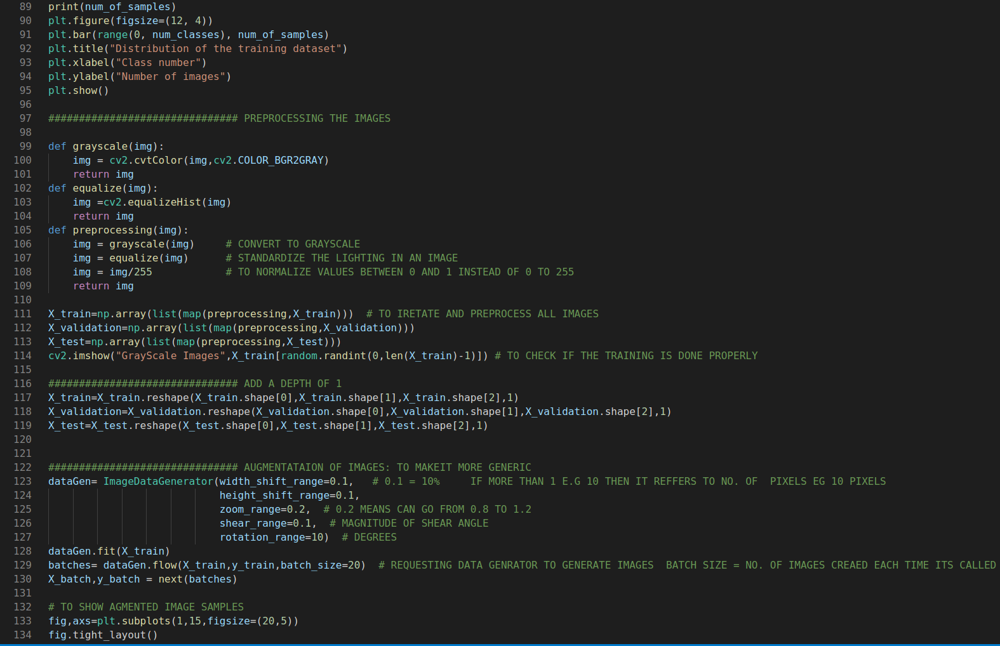 89 print(num_of_samples)
90 plt.figure(figsize=(12, 4))
91 plt.bar(range(0, num_classes), num_of_samples)
92 plt.title("Distribution of the training dataset")
93 plt.xlabel("Class number")
94 plt.ylabel("Number of images")
95 plt.show()
96
97 ############################### PREPROCESSING THE IMAGES
98
99 def grayscale(img):
100     img = cv2.cvtColor(img,cv2.COLOR_BGR2GRAY)
101     return img
102 def equalize(img):
103     img =cv2.equalizeHist(img)
104     return img
105 def preprocessing(img):
106     img = grayscale(img)     # CONVERT TO GRAYSCALE
107     img = equalize(img)      # STANDARDIZE THE LIGHTING IN AN IMAGE
108     img = img/255            # TO NORMALIZE VALUES BETWEEN 0 AND 1 INSTEAD OF 0 TO 255
109     return img
110
111 X_train=np.array(list(map(preprocessing,X_train)))  # TO IRETATE AND PREPROCESS ALL IMAGES
112 X_validation=np.array(list(map(preprocessing,X_validation)))
113 X_test=np.array(list(map(preprocessing,X_test)))
114 cv2.imshow("GrayScale Images",X_train[random.randint(0,len(X_train)-1)]) # TO CHECK IF THE TRAINING IS DONE PROPERLY
115
116 ############################### ADD A DEPTH OF 1
117 X_train=X_train.reshape(X_train.shape[0],X_train.shape[1],X_train.shape[2],1)
118 X_validation=X_validation.reshape(X_validation.shape[0],X_validation.shape[1],X_validation.shape[2],1)
119 X_test=X_test.reshape(X_test.shape[0],X_test.shape[1],X_test.shape[2],1)
120
121
122 ############################### AUGMENTATAION OF IMAGES: TO MAKEIT MORE GENERIC
123 dataGen= ImageDataGenerator(width_shift_range=0.1,   # 0.1 = 10%     IF MORE THAN 1 E.G 10 THEN IT REFFERS TO NO. OF  PIXELS EG 10 PIXELS
124                             height_shift_range=0.1,
125                             zoom_range=0.2,  # 0.2 MEANS CAN GO FROM 0.8 TO 1.2
126                             shear_range=0.1,  # MAGNITUDE OF SHEAR ANGLE
127                             rotation_range=10)  # DEGREES
128 dataGen.fit(X_train)
129 batches= dataGen.flow(X_train,y_train,batch_size=20)  # REQUESTING DATA GENRATOR TO GENERATE IMAGES  BATCH SIZE = NO. OF IMAGES CREAED EACH TIME ITS CALLED
130 X_batch,y_batch = next(batches)
131
132 # TO SHOW AGMENTED IMAGE SAMPLES
133 fig,axs=plt.subplots(1,15,figsize=(20,5))
134 fig.tight_layout()